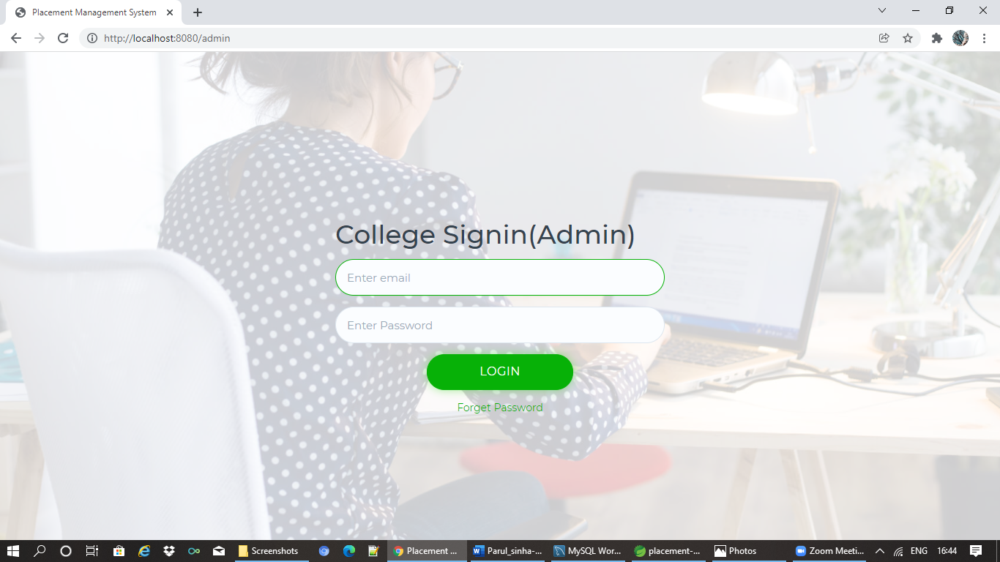 Placement Management System
http://localhost:8080/admin
College Signin(Admin)
Enter email
Enter Password
LOGIN
Forget Password
Screenshots
Placement ...
Parul_sinha-...
MySQL Wor...
placement-...
Photos
Zoom Meeti...
ENG
16:44